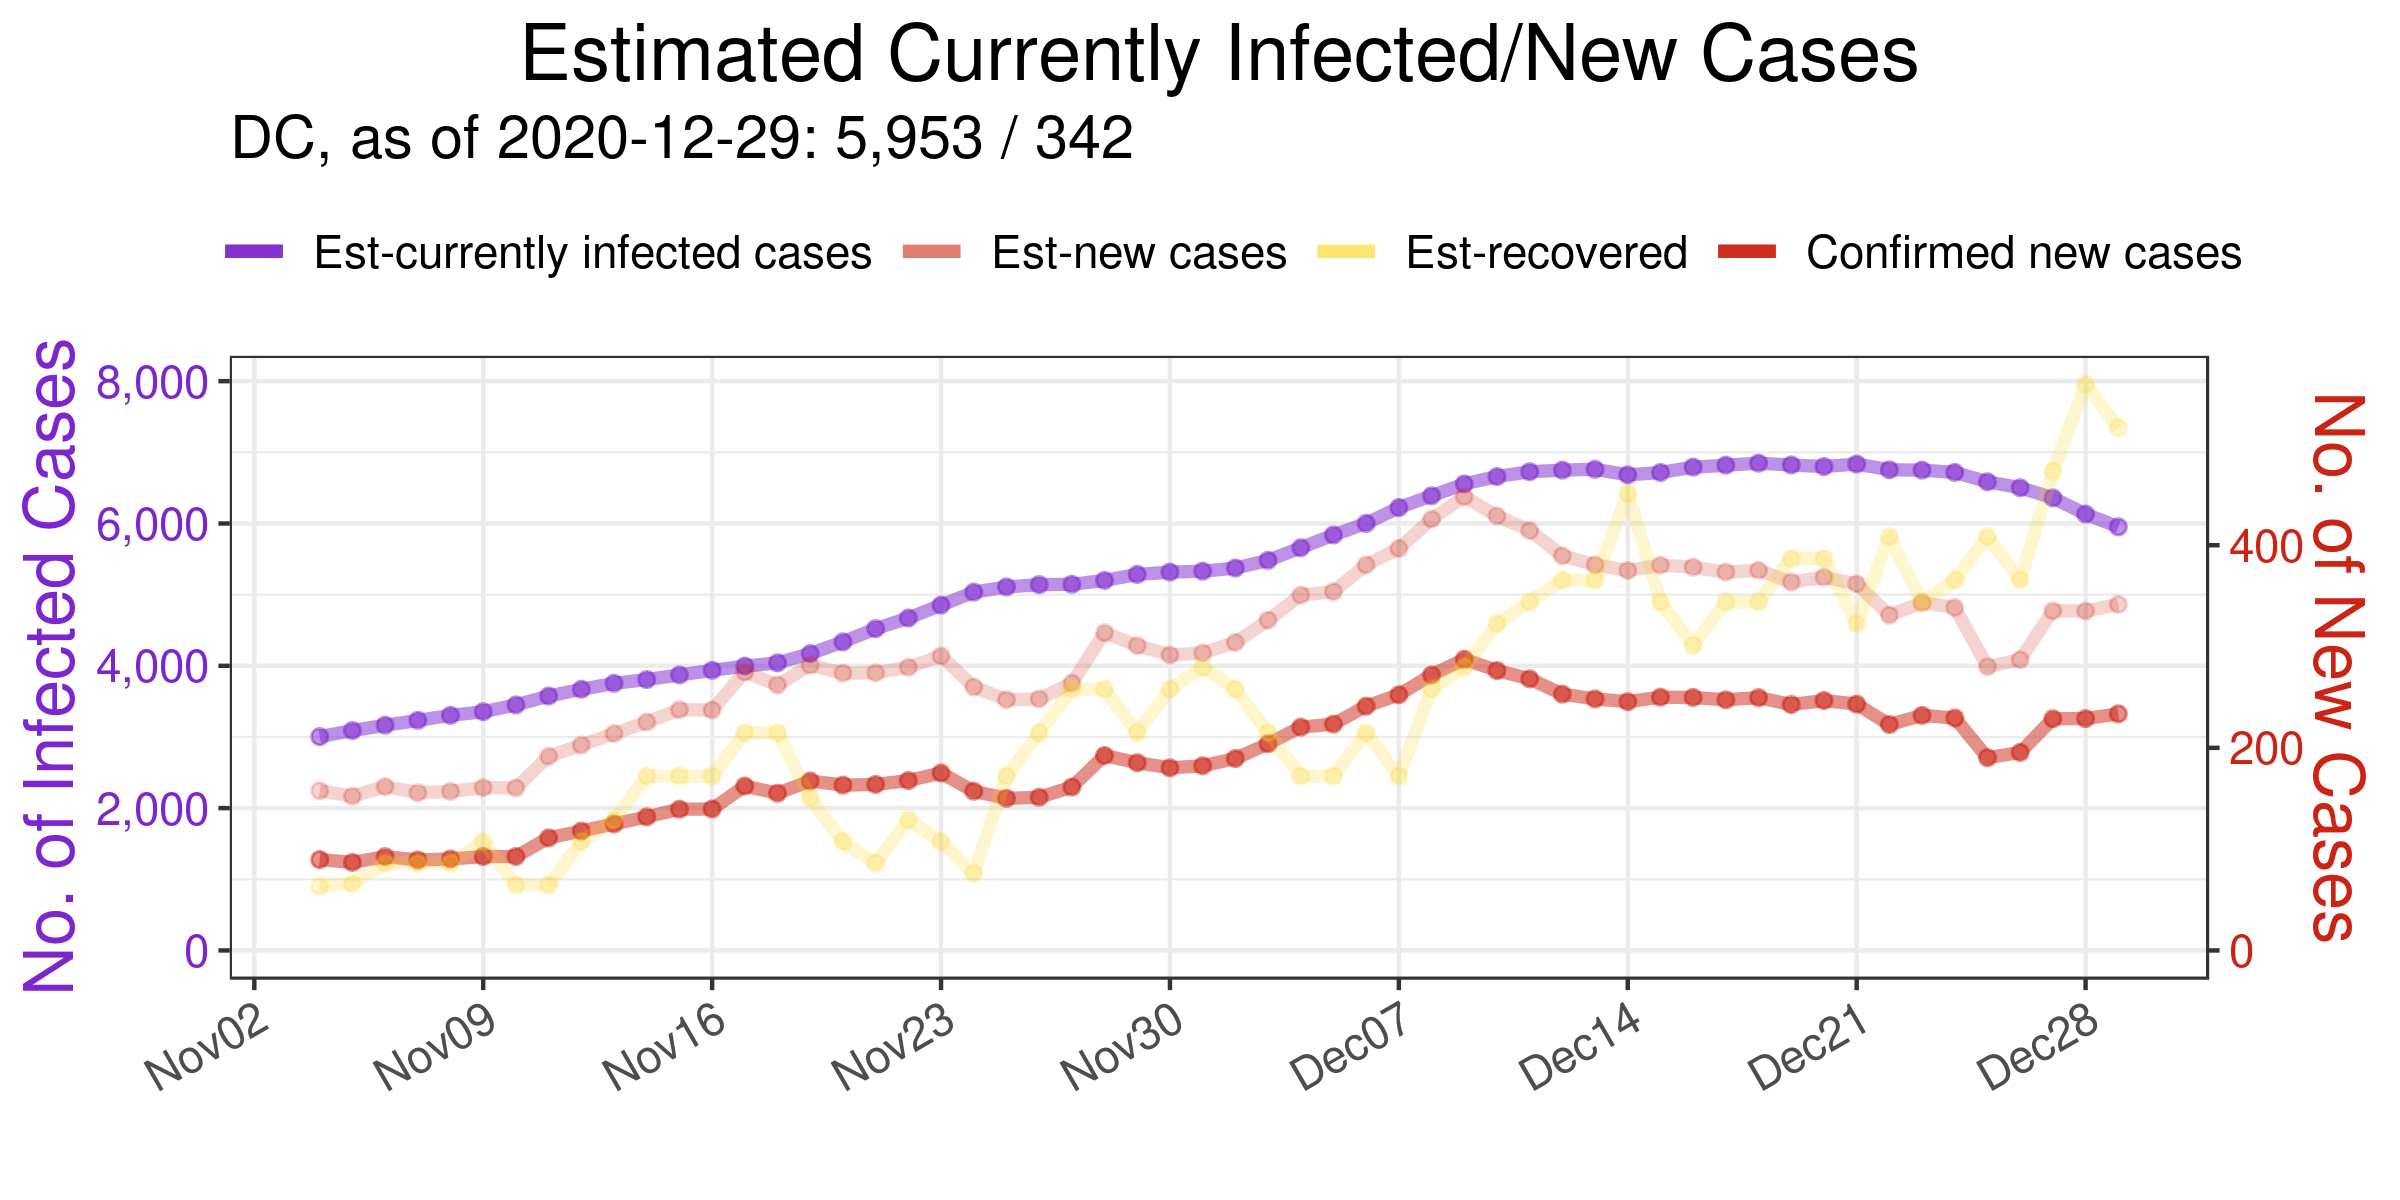 Estimated Currently Infected/New Cases
DC, as of 2020-12-29: 5,953 / 342
Est-currently infected cases Est-new cases Est-recovered Confirmed new cases
No. of Infected Cases
8,000
6,000
4,000
2,000
0
No. of New Cases
400
200
0
Nov02 Nov09 Nov16 Nov23 Nov30 Dec07 Dec14 Dec21 Dec28